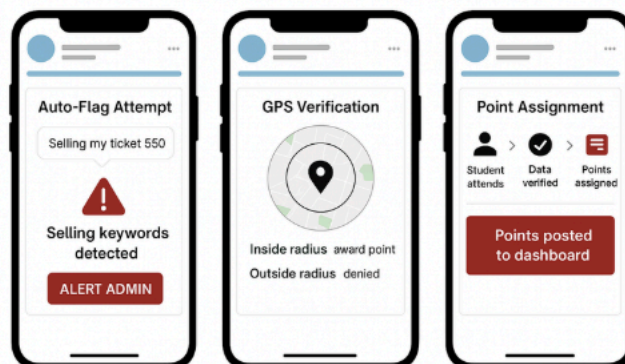 Auto-Flag Attempt
Selling my ticket 550
Selling keywords
detected
ALERT ADMIN
GPS Verification
Inside radius award point
Outside radius denied
Point Assignment
Student
attends
Data
verified
Points
assigned
Points posted
to dashboard